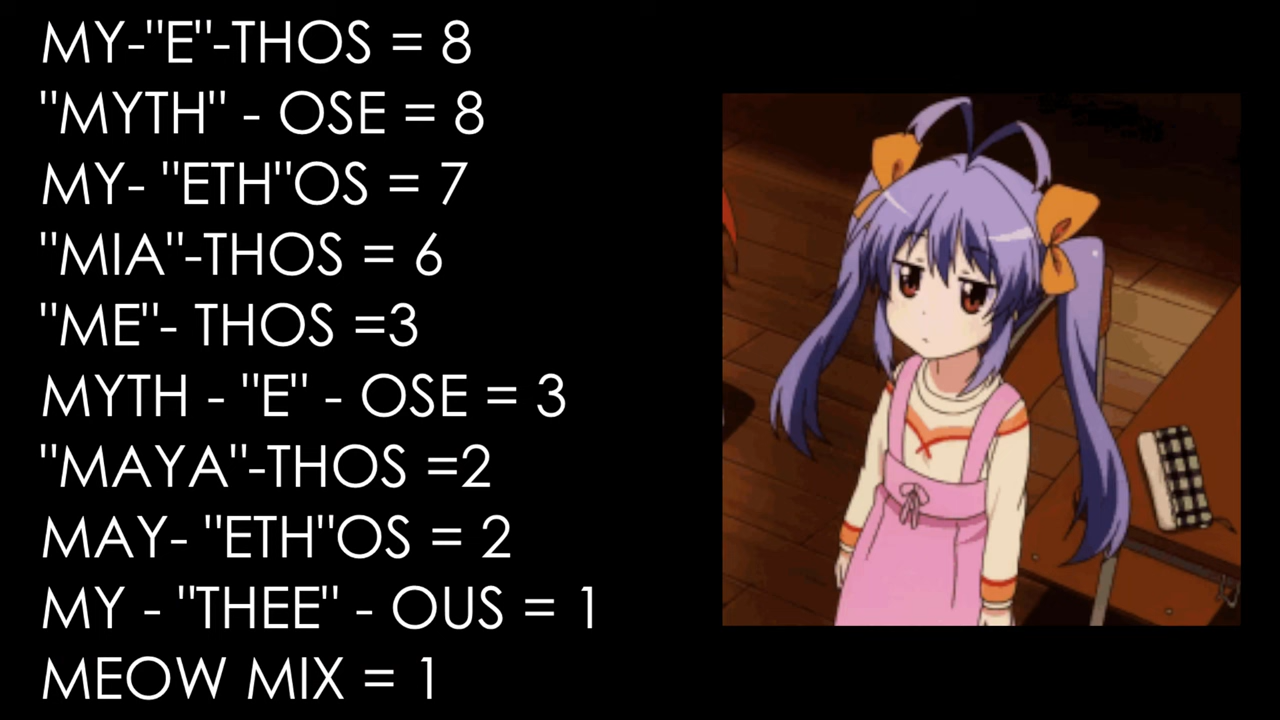 MY-"E"-THOS = 8
"MYTH" - OSE = 8
MY- "ETH"OS = 7
"MIA"-THOS = 6
"ME"- THOS =3
MYTH - "E" - OSE = 3
"MAYA"-THOS =2
MAY- "ETH"OS = 2
MY - "THEE" - OUS = 1
MEOW MIX = 1